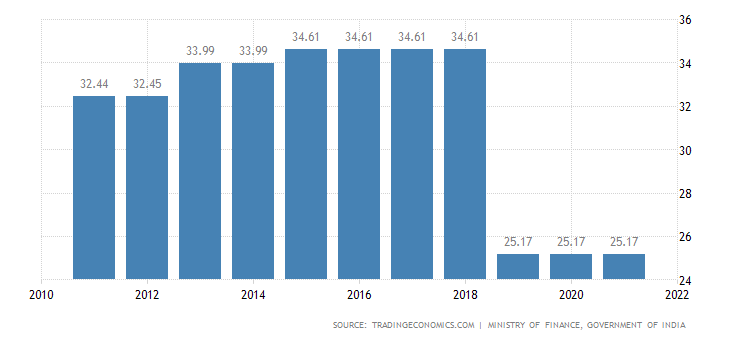 36
34.61 34.61 34.61 34.61
33.99 33.99
34
32.44 32.45
32
30
28
26
25.17 25.17 25.17
24
2010 2012 2014 2016 2018 2020 2022
SOURCE: TRADINGECONOMICS.COM | MINISTRY OF FINANCE, GOVERNMENT OF INDIA